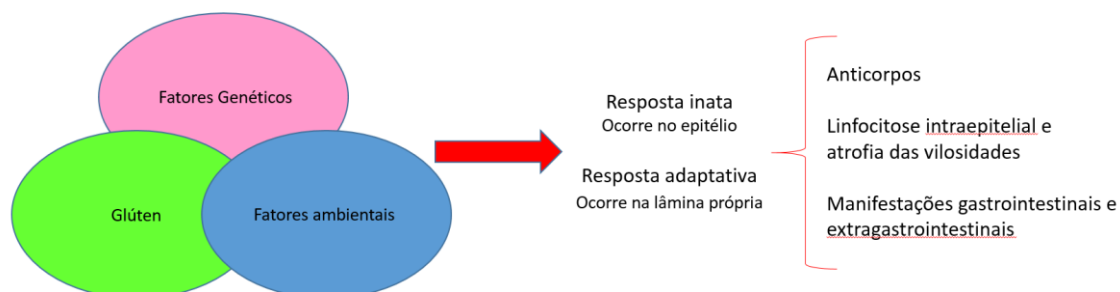 Fatores Genéticos
Glúten
Fatores ambientais
Resposta inata
Ocorre no epitélio
Resposta adaptativa
Ocorre na lâmina própria
Anticorpos
Linfocitose intraepitelial e
atrofia das vilosidades
Manifestações gastrointestinais e
extragastrointestinais